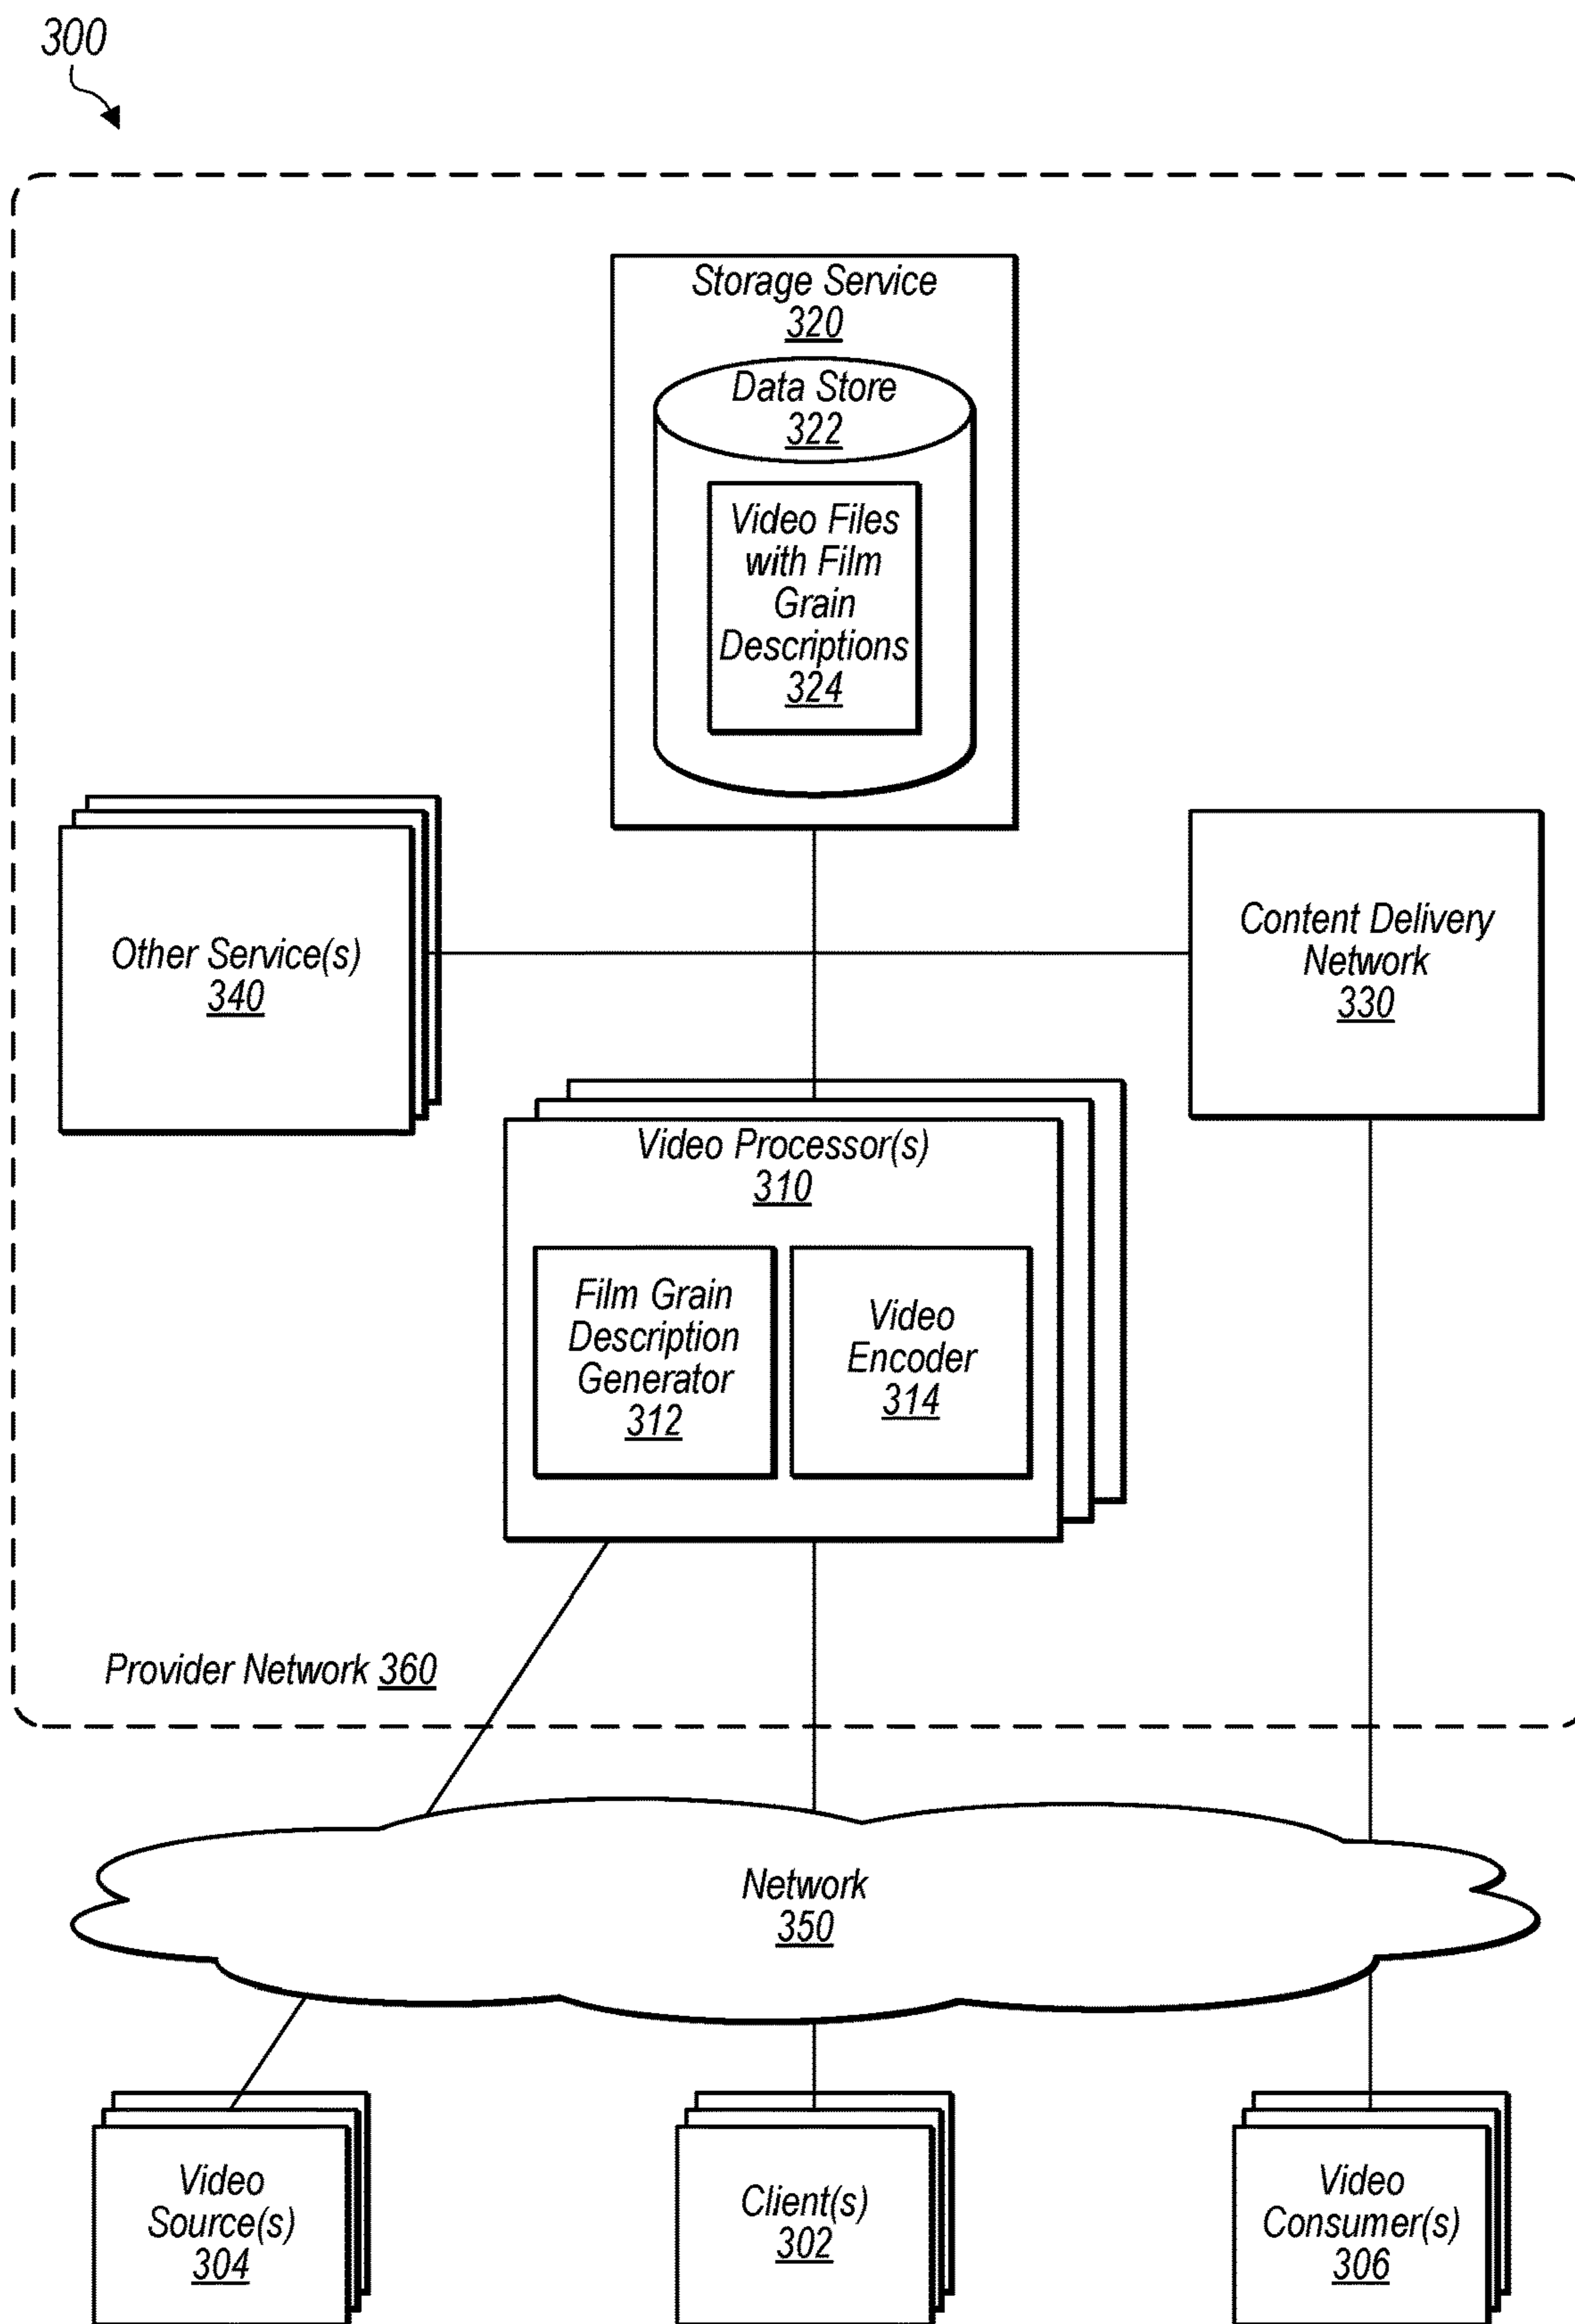 300
Storage Service
320
Data Store
322
Video Files
with Film
Grain
Descriptions
324
Other Service(s)
340
Content Delivery
Network
330
Video Processor(s)
310
Film Grain
Description
Generator
312
Video
Encoder
314
Provider Network 360
Network
350
Video
Source(s)
304
Client(s)
302
Video
Consumer(s)
306